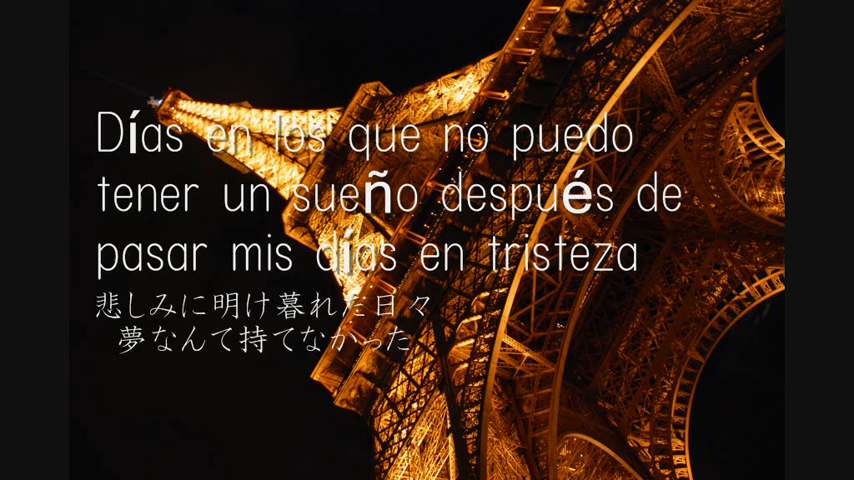 Días en los que no puedo
tener un sueño después de
pasar mis días en tristeza
悲しみに明け暮れた日々
夢なんて持てなかった